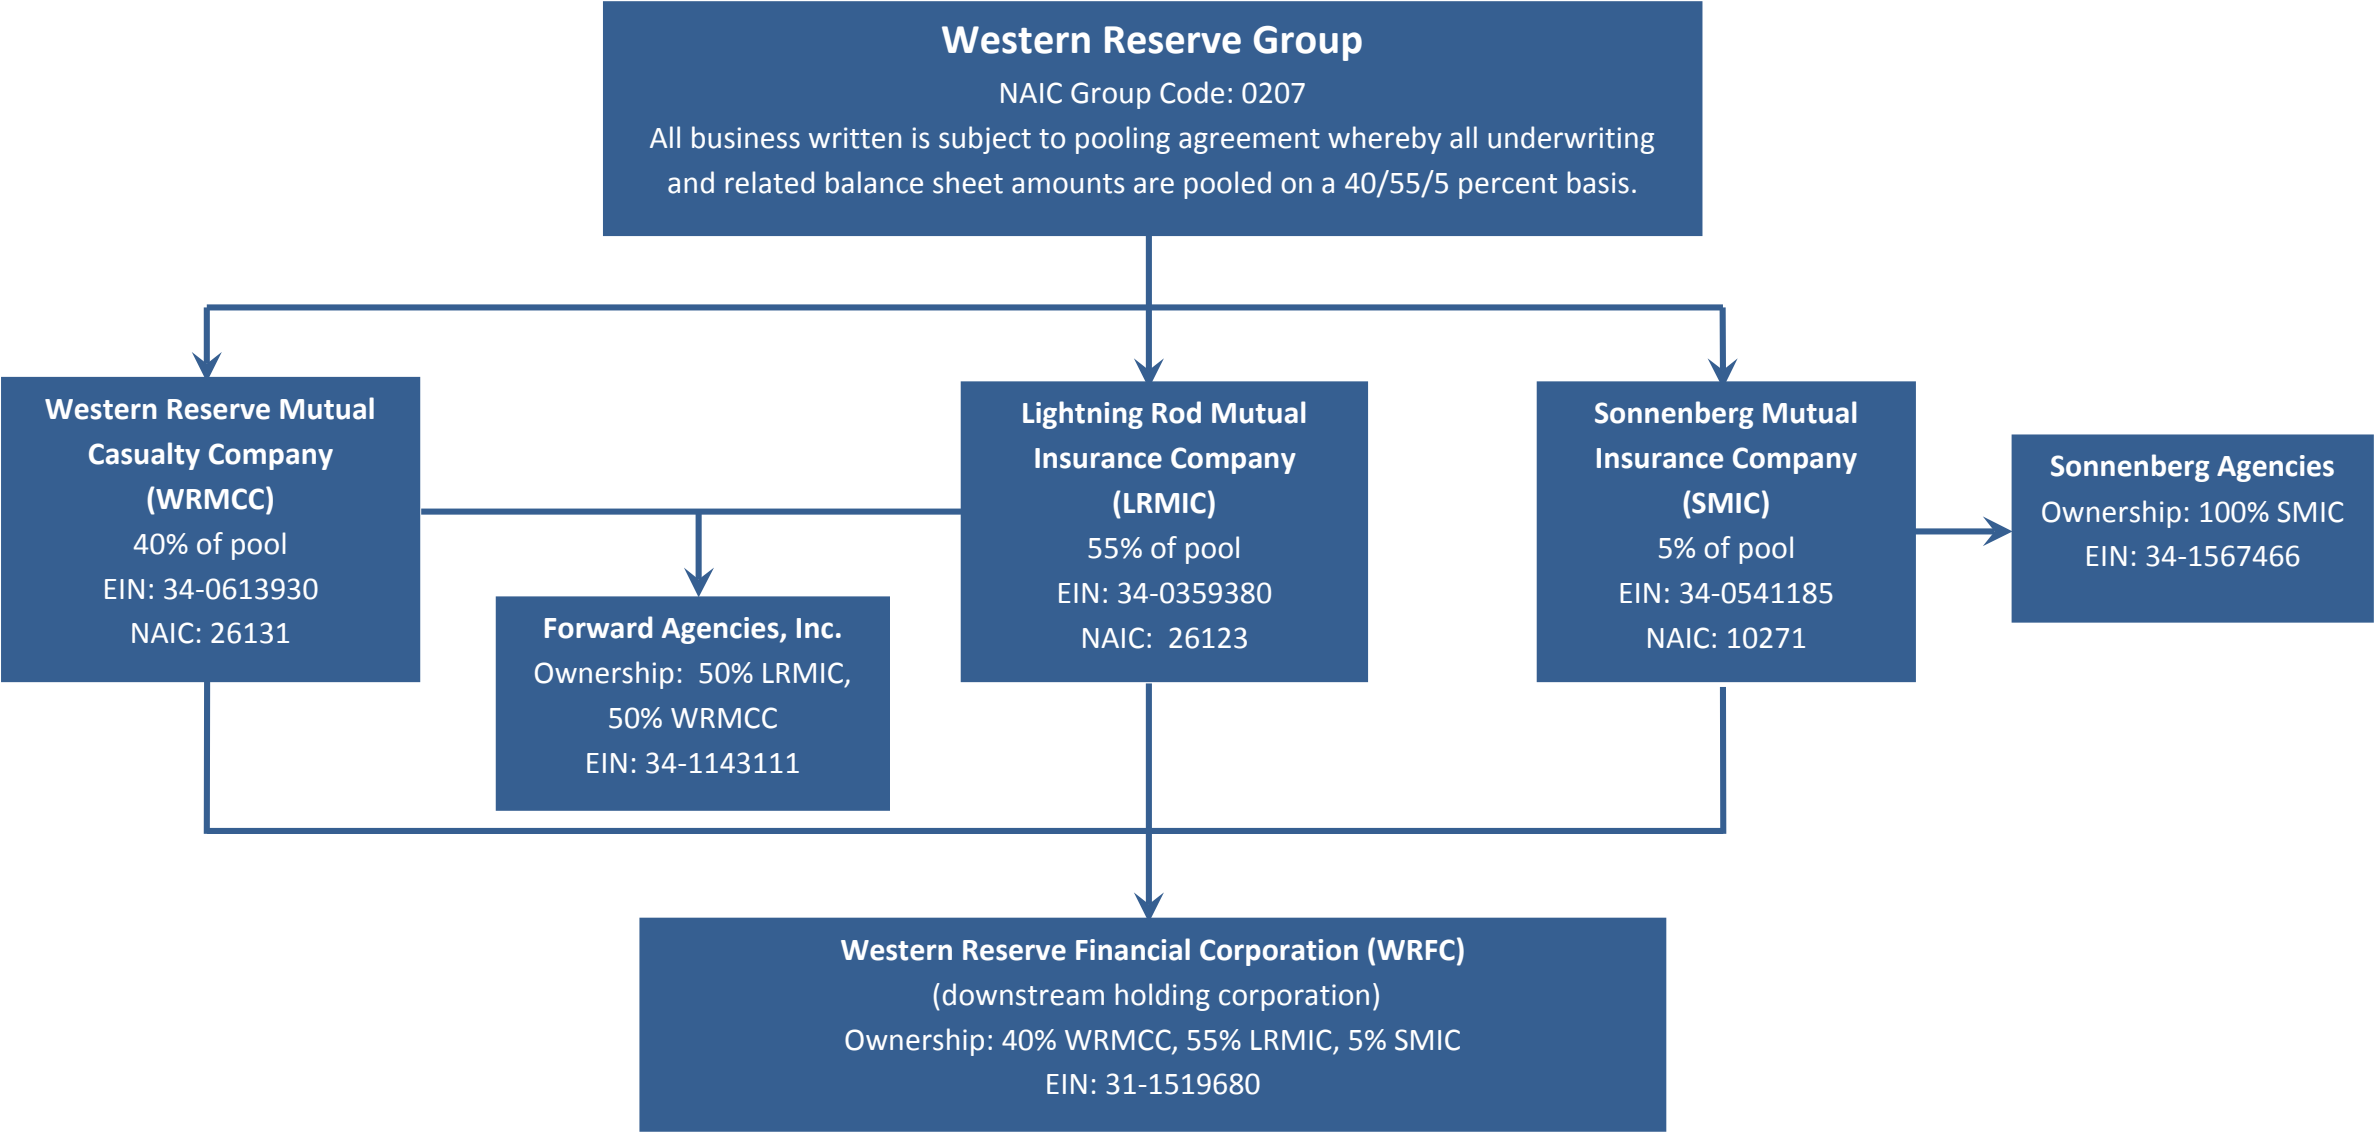 Western Reserve Group
NAIC Group Code: 0207
All business written is subject to pooling agreement whereby all underwriting
and related balance sheet amounts are pooled on a 40/55/5 percent basis.
Western Reserve Mutual
Casualty Company
(WRMCC)
40% of pool
EIN: 34-0613930
NAIC: 26131
Forward Agencies, Inc.
Ownership:  50% LRMIC,
50% WRMCC
EIN: 34-1143111
Lightning Rod Mutual
Insurance Company
(LRMIC)
55% of pool
EIN: 34-0359380
NAIC:  26123
Sonnenberg Mutual
Insurance Company
(SMIC)
5% of pool
EIN: 34-0541185
NAIC: 10271
Sonnenberg Agencies
Ownership: 100% SMIC
EIN: 34-1567466
Western Reserve Financial Corporation (WRFC)
(downstream holding corporation)
Ownership: 40% WRMCC, 55% LRMIC, 5% SMIC
EIN: 31-1519680